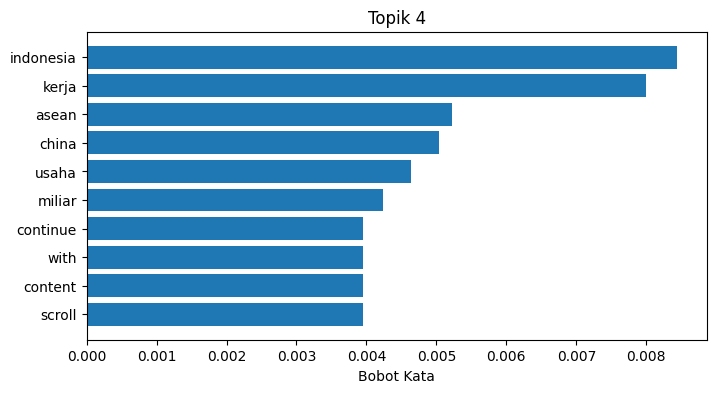 Topik 4
indonesia
kerja
asean
china
usaha
miliar
continue
with
content
scroll
0.000 0.001 0.002 0.003 0.004 0.005 0.006 0.007 0.008
Bobot Kata